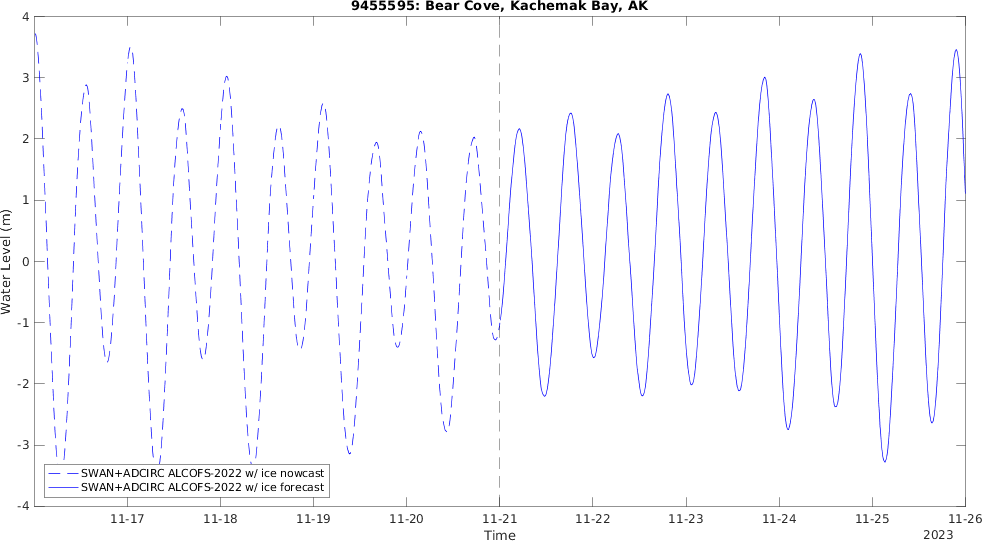 9455595: Bear Cove, Kachemak Bay, AK
Water Level (m)
4
3
2
1
0
-1
-2
-3
-4
SWAN+ADCIRC ALCOFS-2022 w/ ice nowcast
SWAN+ADCIRC ALCOFS-2022 w/ ice forecast
11-17 11-18 11-19 11-20 11-21 11-22 11-23 11-24 11-25 11-26
Time
2023